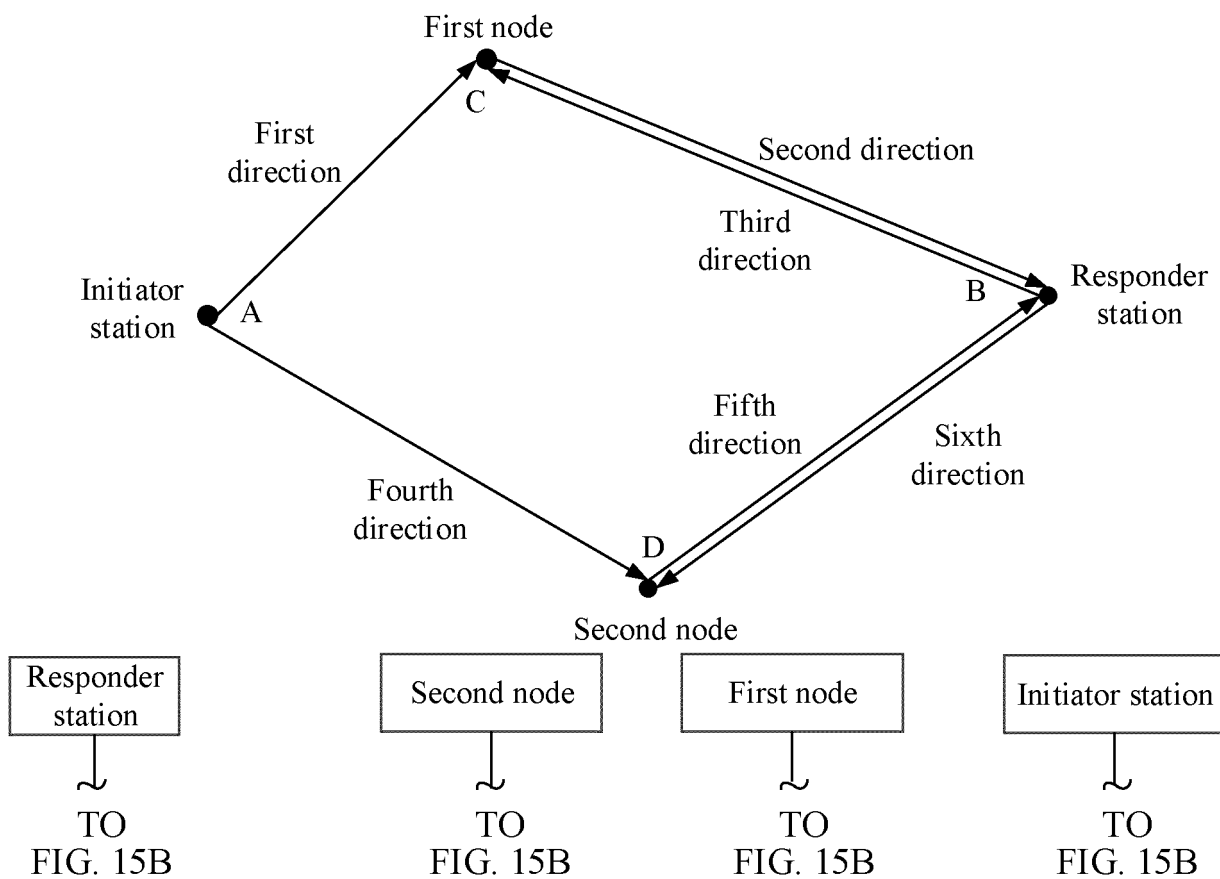 First node
C
First
direction
Second direction
Third
direction
Initiator
station
A
B
Responder
station
Fifth
direction
Sixth
direction
Fourth
direction
D
Second node
Responder
station
Second node
First node
Initiator station
TO
FIG. 15B
TO
FIG. 15B
TO
FIG. 15B
TO
FIG. 15B